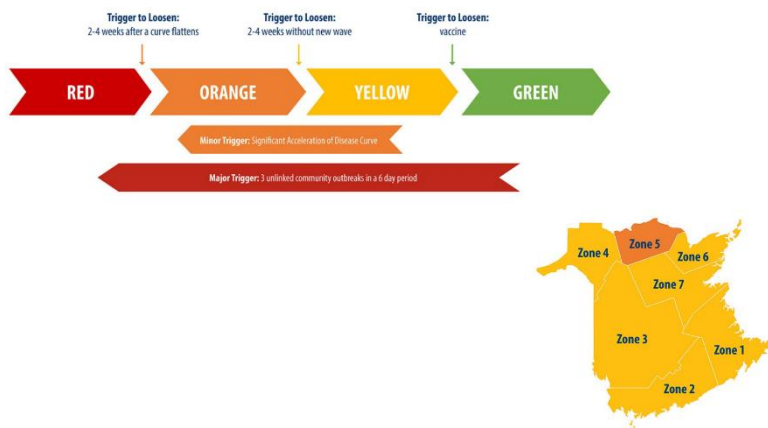 Trigger to Loosen:
2-4 weeks after a curve flattens
Trigger to Loosen:
2-4 weeks without new wave
Trigger to Loosen:
vaccine
RED
ORANGE
YELLOW
GREEN
Minor Trigger: Significant Acceleration of Disease Curve
Major Trigger: 3 unlinked community outbreaks in a 6 day period
Zone 5
Zone 4
Zone 6
Zone 7
Zone 3
Zone 1
Zone 2